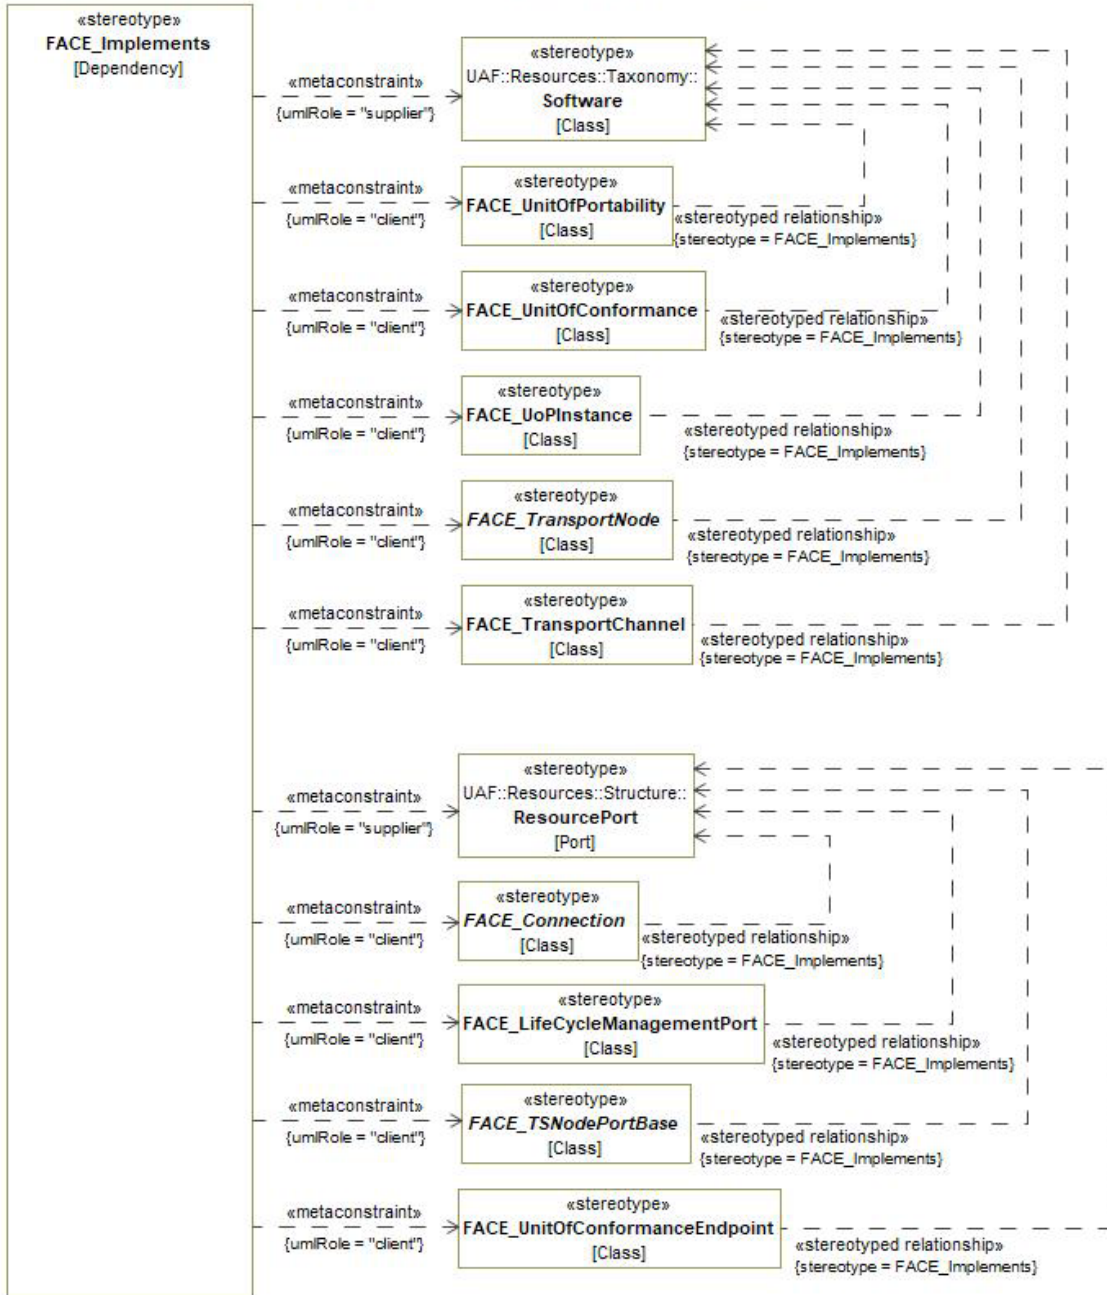 «stereotype»
FACE_Implements
[Dependency]
«metaconstraint»
{umlRole = "supplier"}
«stereotype»
UAF::Resources::Taxonomy::
Software
[Class]
«metaconstraint»
{umlRole = "client"}
«stereotype»
FACE_UnitOfPortability
[Class]
«stereotyped relationship»
{stereotype = FACE_Implements}
«metaconstraint»
{umlRole = "client"}
«stereotype»
FACE_UnitOfConformance
[Class]
«stereotyped relationship»
{stereotype = FACE_Implements}
«metaconstraint»
{umlRole = "client"}
«stereotype»
FACE_UoPInstance
[Class]
«stereotyped relationship»
{stereotype = FACE_Implements}
«metaconstraint»
{umlRole = "client"}
«stereotype»
FACE_TransportNode
[Class]
«stereotyped relationship»
{stereotype = FACE_Implements}
«metaconstraint»
{umlRole = "client"}
«stereotype»
FACE_TransportChannel
[Class]
«stereotyped relationship»
{stereotype = FACE_Implements}
«metaconstraint»
{umlRole = "supplier"}
«stereotype»
UAF::Resources::Structure::
ResourcePort
[Port]
«metaconstraint»
{umlRole = "client"}
«stereotype»
FACE_Connection
[Class]
«stereotyped relationship»
{stereotype = FACE_Implements}
«metaconstraint»
{umlRole = "client"}
«stereotype»
FACE_LifeCycleManagementPort
[Class]
«stereotyped relationship»
{stereotype = FACE_Implements}
«metaconstraint»
{umlRole = "client"}
«stereotype»
FACE_TSNodePortBase
[Class]
«stereotyped relationship»
{stereotype = FACE_Implements}
«metaconstraint»
{umlRole = "client"}
«stereotype»
FACE_UnitOfConformanceEndpoint
[Class]
«stereotyped relationship»
{stereotype = FACE_Implements}